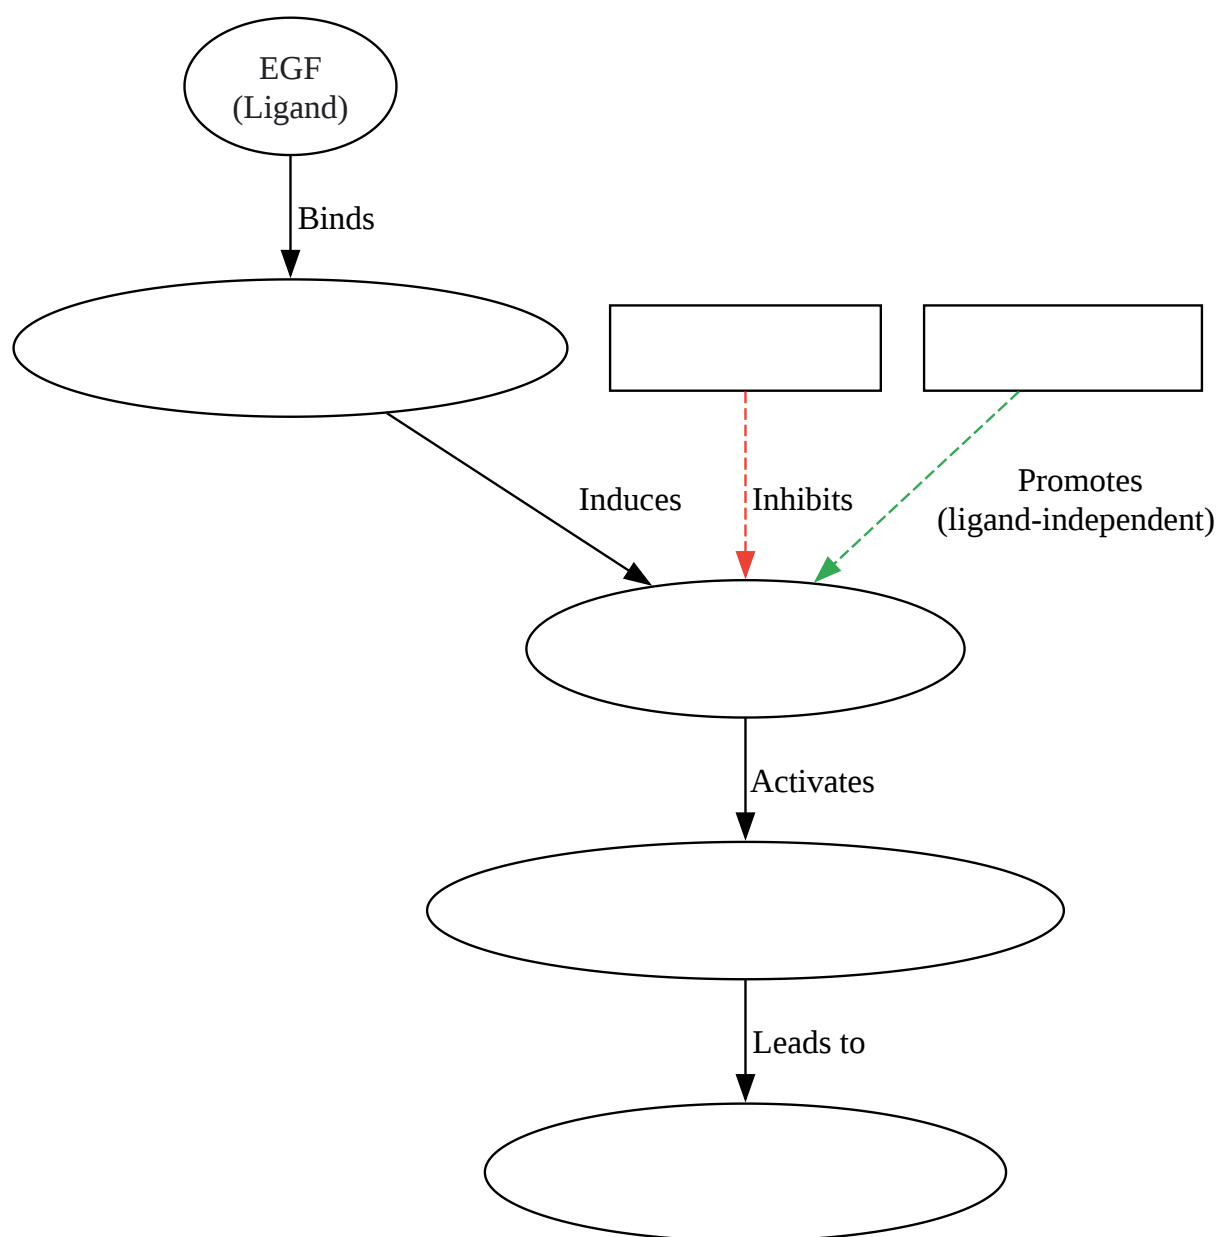 EGF
(Ligand)
Binds
Induces
Inhibits
Promotes
(ligand-independent)
Activates
Leads to